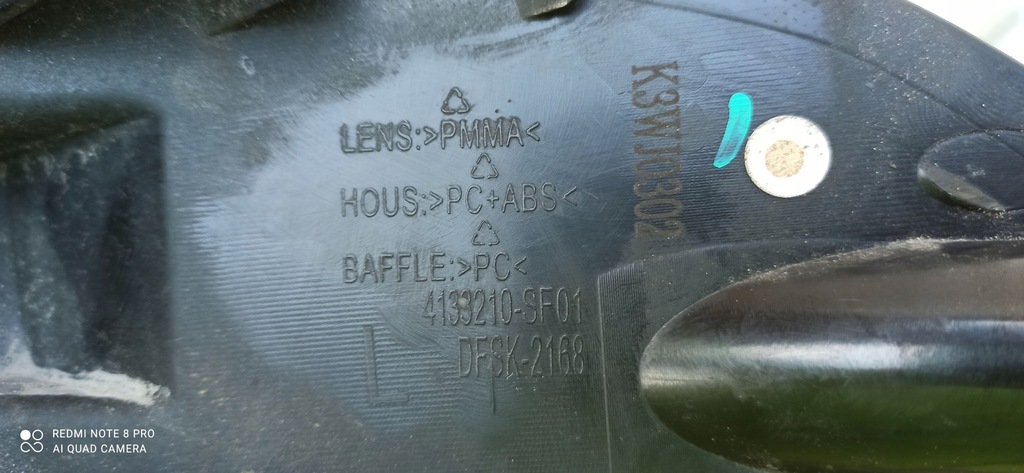 LENS:>PMMA<
HOUS:>PC+ABS<
BAFFLE:>PC<
4133210-SF01
L DFSK-2168
K3WJ0302
REDMI NOTE 8 PRO
AI QUAD CAMERA